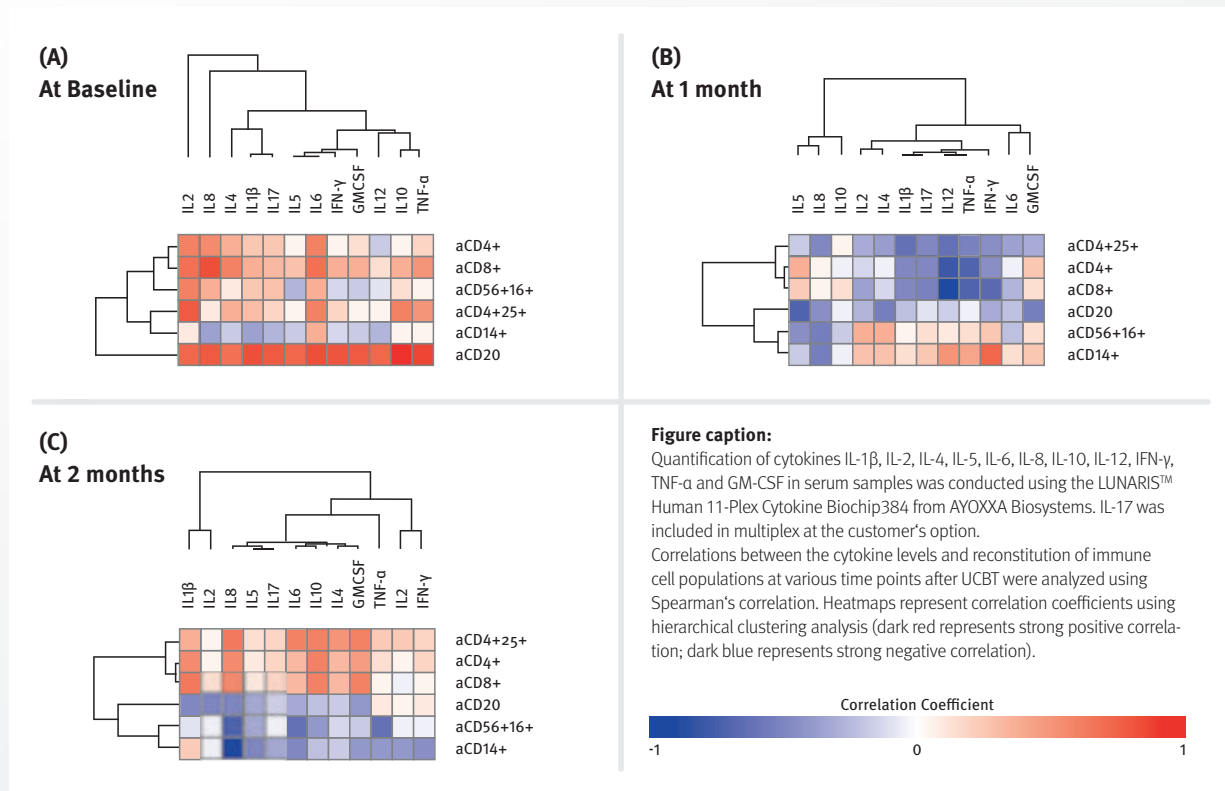 (A)
At Baseline
IL2 IL8 IL4 IL1β IL17 IL5 IL6 IFN-γ GMCSF IL12 IL10 TNF-α
aCD4+
aCD8+
aCD56+16+
aCD4+25+
aCD14+
aCD20
(B)
At 1 month
IL5 IL8 IL10 IL2 IL4 IL1β IL17 IL12 TNF-α IFN-γ IL6 GMCSF
aCD4+25+
aCD4+
aCD8+
aCD20
aCD56+16+
aCD14+
(C)
At 2 months
IL1β IL2 IL8 IL5 IL17 IL6 IL10 IL4 GMCSF TNF-α IL2 IFN-γ
aCD4+25+
aCD4+
aCD8+
aCD20
aCD56+16+
aCD14+
Figure caption:
Quantification of cytokines IL-1β, IL-2, IL-4, IL-5, IL-6, IL-8, IL-10, IL-12, IFN-γ,
TNF-α and GM-CSF in serum samples was conducted using the LUNARIS™
Human 11-Plex Cytokine Biochip384 from AYOXXA Biosystems. IL-17 was
included in multiplex at the customer‘s option.
Correlations between the cytokine levels and reconstitution of immune
cell populations at various time points after UCBT were analyzed using
Spearman‘s correlation. Heatmaps represent correlation coefficients using
hierarchical clustering analysis (dark red represents strong positive correla-
tion; dark blue represents strong negative correlation).
Correlation Coefficient
-1 0 1